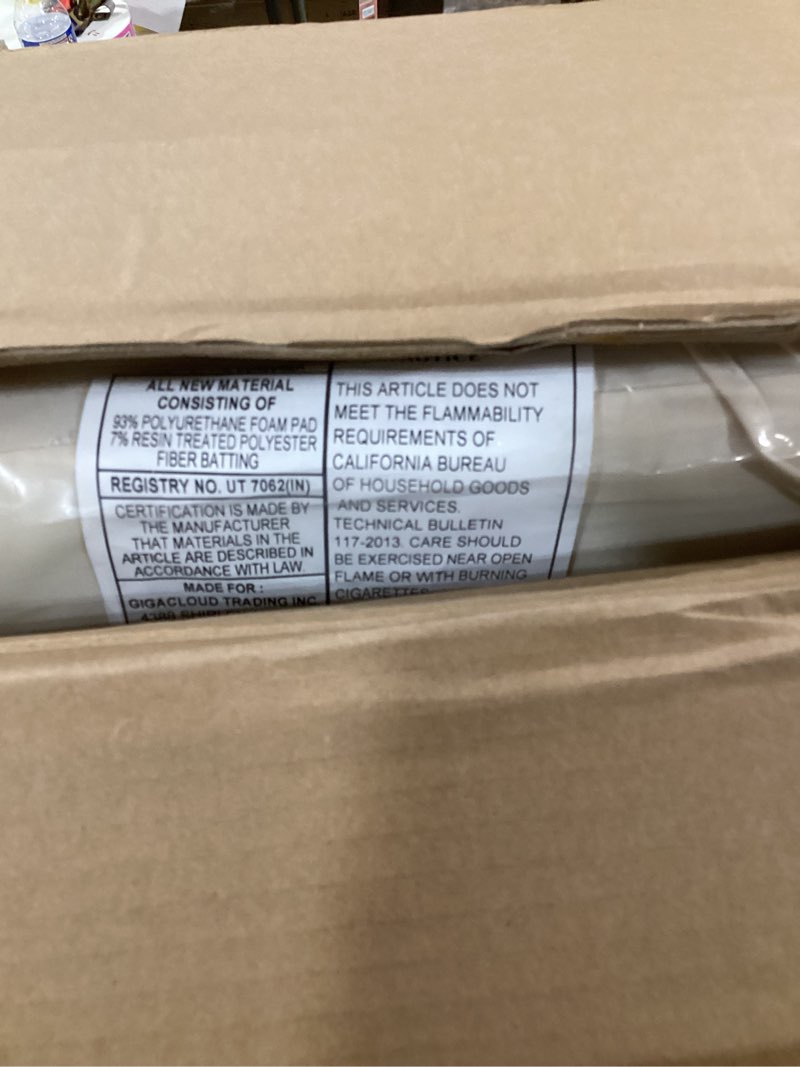 ALL NEW MATERIAL
CONSISTING OF
93% POLYURETHANE FOAM PAD
7% RESIN TREATED POLYESTER
FIBER BATTING
REGISTRY NO. UT 7062(IN)
CERTIFICATION IS MADE BY
THE MANUFACTURER
THAT MATERIALS IN THE
ARTICLE ARE DESCRIBED IN
ACCORDANCE WITH LAW.
MADE FOR :
GIGACLOUD TRADING INC.
NOTICE
THIS ARTICLE DOES NOT
MEET THE FLAMMABILITY
REQUIREMENTS OF
CALIFORNIA BUREAU
OF HOUSEHOLD GOODS
AND SERVICES.
TECHNICAL BULLETIN
117-2013. CARE SHOULD
BE EXERCISED NEAR OPEN
FLAME OR WITH BURNING
CIGARETTES